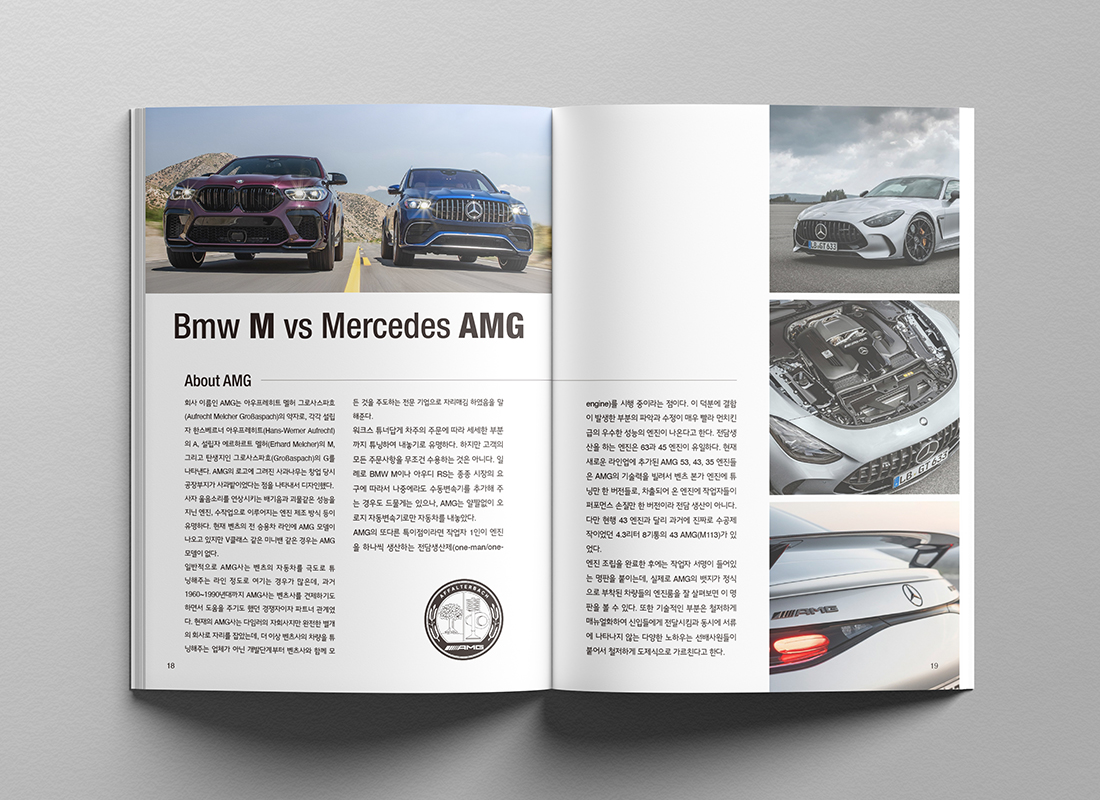 Bmw M vs Mercedes AMG
About AMG
회사 이름인 AMG는 아우프레히트 멜허 그로사스파흐
(Aufrecht Melcher Großaspach)의 약자로, 각각 설립
자 한스베르너 아우프레히트(Hans-Werner Aufrecht)
의 A, 설립자 에르하르트 멜허(Erhard Melcher)의 M,
그리고 탄생지인 그로사스파흐(Großaspach)의 G를
나타낸다. AMG의 로고에 그려진 사과나무는 창업 당시
공장부지가 사과밭이었다는 점을 나타내서 디자인됐다.
사자 울음소리를 연상시키는 배기음과 괴물같은 성능을
지닌 엔진, 수작업으로 이루어지는 엔진 제조 방식 등이
유명하다. 현재 벤츠의 전 승용차 라인에 AMG 모델이
나오고 있지만 V클래스 같은 미니밴 같은 경우는 AMG
모델이 없다.
일반적으로 AMG사는 벤츠의 자동차를 극도로 튜
닝해주는 라인 정도로 여기는 경우가 많은데, 과거
1960~1990년대까지 AMG사는 벤츠를 견제하기도
하면서 도움을 주기도 했던 경쟁자이자 파트너 관계였
다. 현재의 AMG사는 다임러의 자회사지만 완전한 별개
의 회사로 자리를 잡았는데, 더 이상 벤츠사의 차량을 튜
닝해주는 업체가 아닌 개발단계부터 벤츠사와 함께 모
든 것을 주도하는 전문 기업으로 자리매김 하였음을 말
해준다.
워크스 튜너답게 차주의 주문에 따라 세세한 부분
까지 튜닝하여 내놓기로 유명하다. 하지만 고객의
모든 주문사항을 무조건 수용하는 것은 아니다. 일
례로 BMW M이나 아우디 RS는 종종 시장의 요
구에 따라서 나중에라도 수동변속기를 추가해 주
는 경우도 드물게는 있으나, AMG는 얄짤없이 오
로지 자동변속기로만 자동차를 내놓았다.
AMG의 또다른 특이점이라면 작업자 1인이 엔진
을 하나씩 생산하는 전담생산제(one-man/one-
AFFALTERBACH
AMG
18
engine)를 시행 중이라는 점이다. 이 덕분에 결함
이 발생한 부분의 파악과 수정이 매우 빨라 먼치킨
급의 우수한 성능의 엔진이 나온다고 한다. 전담생
산을 하는 엔진은 63과 45 엔진이 유일하다. 현재
새로운 라인업에 추가된 AMG 53, 43, 35 엔진들
은 AMG의 기술력을 빌려서 벤츠 본가 엔진에 튜
닝만 한 버전들로, 차출되어 온 엔진에 작업자들이
퍼포먼스 손질만 한 버전이라 전담 생산이 아니다.
다만 현행 43 엔진과 달리 과거에 진짜로 수공제
작이었던 4.3리터 8기통의 43 AMG(M113)가 있
었다.
엔진 조립을 완료한 후에는 작업자 서명이 들어있
는 명판을 붙이는데, 실제로 AMG의 뱃지가 정식
으로 부착된 차량들의 엔진룸을 잘 살펴보면 이 명
판을 볼 수 있다. 또한 기술적인 부분은 철저하게
매뉴얼화하여 신입들에게 전달시킴과 동시에 서류
에 나타나지 않는 다양한 노하우는 선배사원들이
붙어서 철저하게 도제식으로 가르친다고 한다.
LB GT 633
LB GT 633
AMG
19